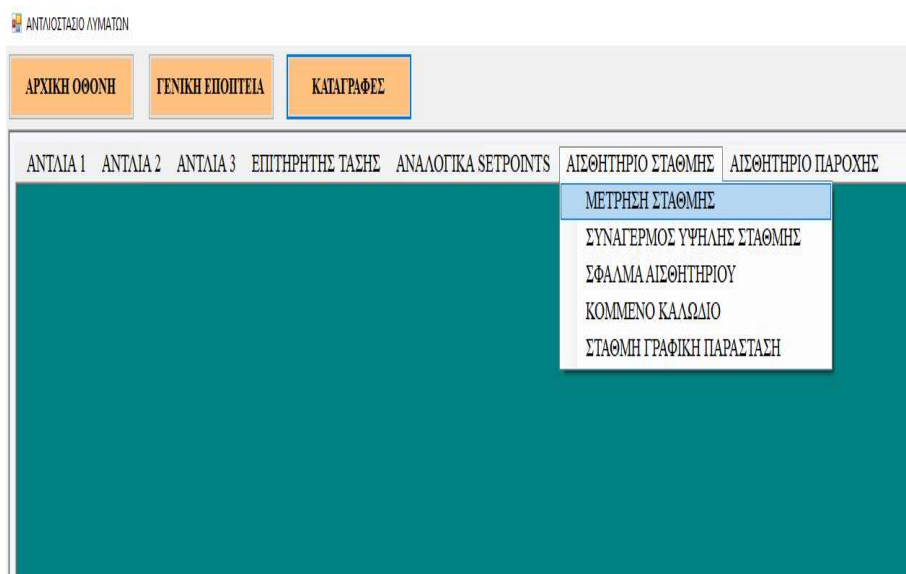 ΑΝΤΛΙΟΣΤΑΣΙΟ ΛΥΜΑΤΩΝ
ΑΡΧΙΚΗ ΟΘΟΝΗ ΓΕΝΙΚΗ ΕΠΟΠΤΕΙΑ ΚΑΤΑΓΡΑΦΕΣ
ΑΝΤΛΙΑ 1 ΑΝΤΛΙΑ 2 ΑΝΤΛΙΑ 3 ΕΠΙΤΗΡΗΤΗΣ ΤΑΣΗΣ ΑΝΑΛΟΓΙΚΑ SETPOINTS ΑΙΣΘΗΤΗΡΙΟ ΣΤΑΘΜΗΣ ΑΙΣΘΗΤΗΡΙΟ ΠΑΡΟΧΗΣ
ΜΕΤΡΗΣΗ ΣΤΑΘΜΗΣ
ΣΥΝΑΓΕΡΜΟΣ ΥΨΗΛΗΣ ΣΤΑΘΜΗΣ
ΣΦΑΛΜΑ ΑΙΣΘΗΤΗΡΙΟΥ
ΚΟΜΜΕΝΟ ΚΑΛΩΔΙΟ
ΣΤΑΘΜΗ ΓΡΑΦΙΚΗ ΠΑΡΑΣΤΑΣΗ